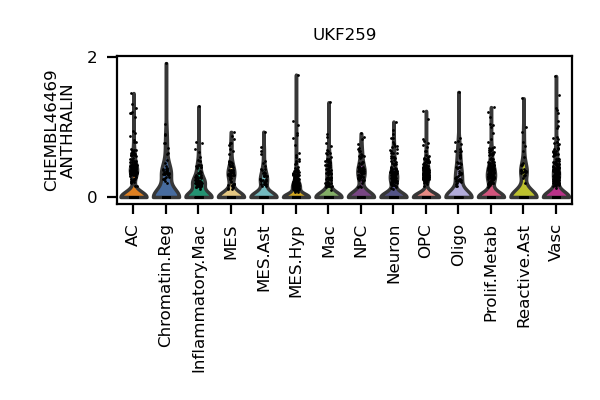 UKF259
CHEMBL46469
ANTHRALIN
2
0
AC
Chromatin.Reg
Inflammatory.Mac
MES
MES.Ast
MES.Hyp
Mac
NPC
Neuron
OPC
Oligo
Prolif.Metab
Reactive.Ast
Vasc